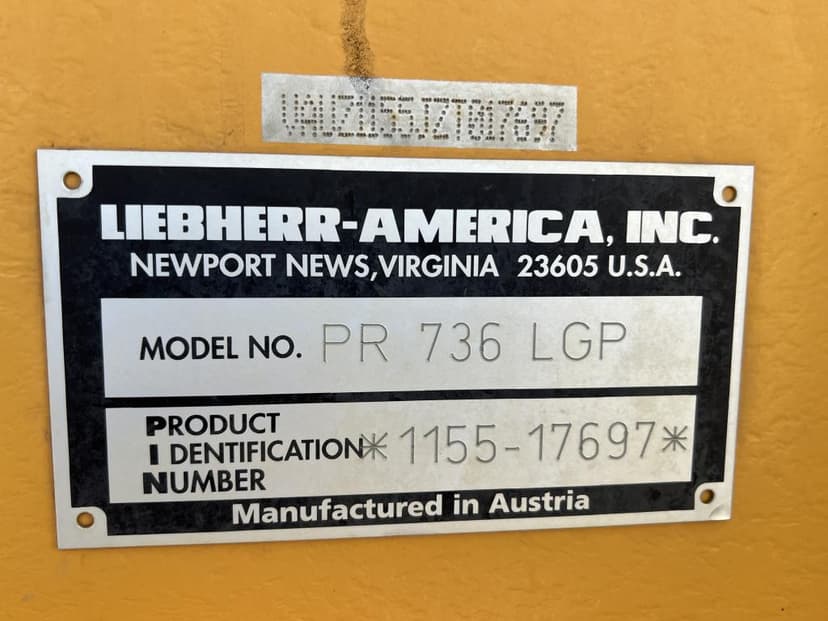 LIEBHERR-AMERICA, INC.
NEWPORT NEWS, VIRGINIA 23605 U.S.A.
MODEL NO. PR 736 LGP
PRODUCT
IDENTIFICATION *1155-17697*
NUMBER
Manufactured in Austria